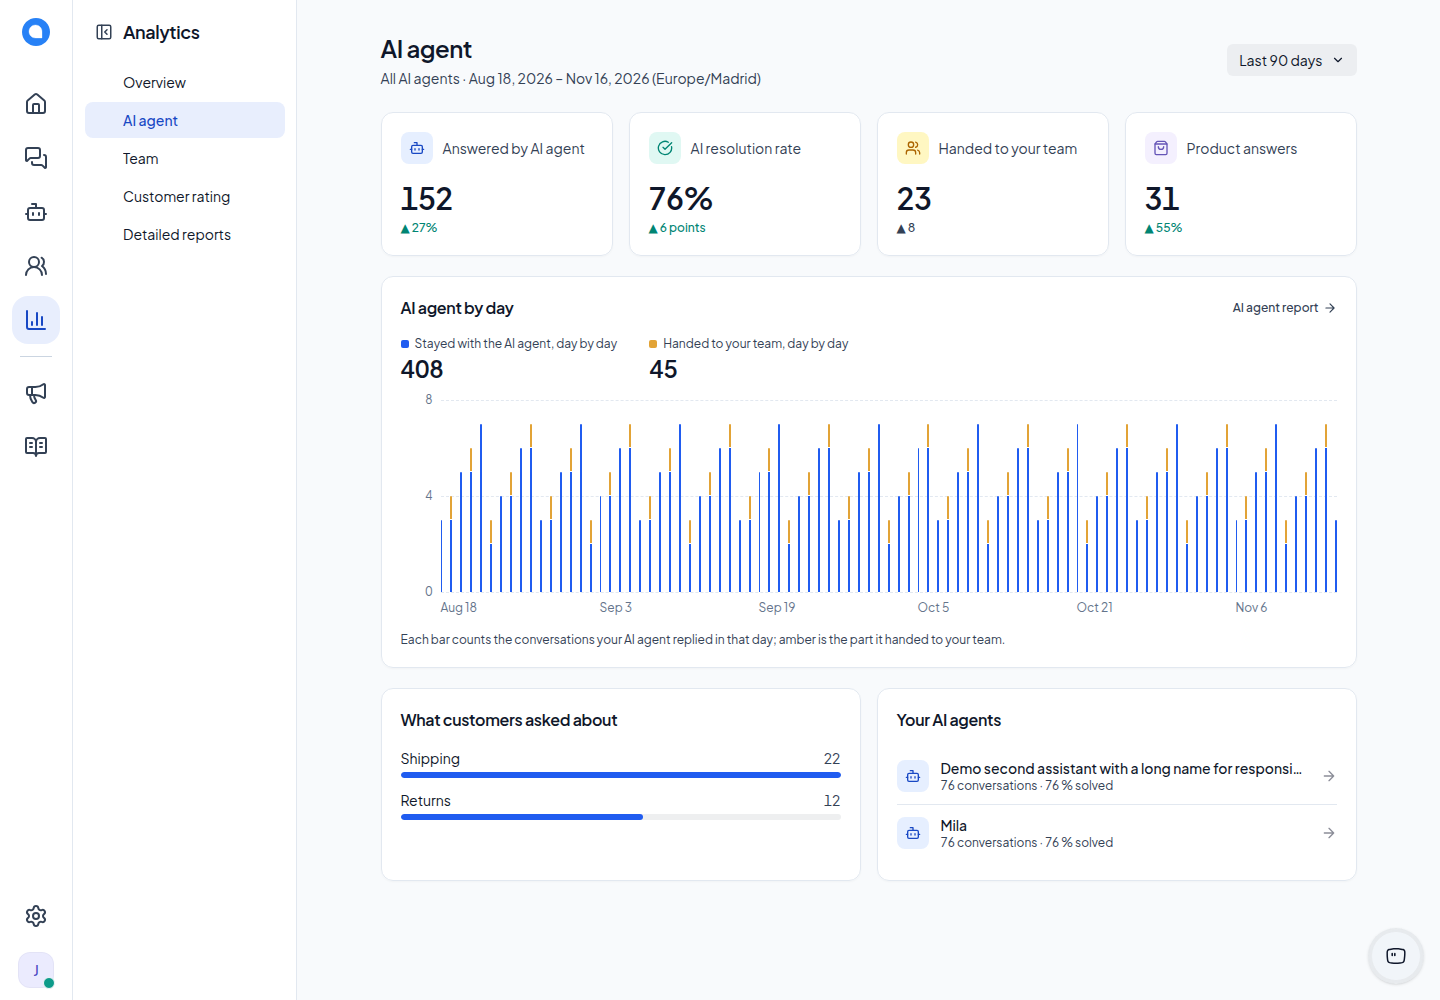 Analytics
Overview
AI agent
Team
Customer rating
Detailed reports
J
AI agent
All AI agents · Aug 18, 2026 – Nov 16, 2026 (Europe/Madrid)
Last 90 days
Answered by AI agent
152
▲ 27%
AI resolution rate
76%
▲ 6 points
Handed to your team
23
▲ 8
Product answers
31
▲ 55%
AI agent by day
AI agent report →
Stayed with the AI agent, day by day
408
Handed to your team, day by day
45
8
4
0
Aug 18
Sep 3
Sep 19
Oct 5
Oct 21
Nov 6
Each bar counts the conversations your AI agent replied in that day; amber is the part it handed to your team.
What customers asked about
Shipping
22
Returns
12
Your AI agents
Demo second assistant with a long name for responsi…
76 conversations · 76 % solved
Mila
76 conversations · 76 % solved